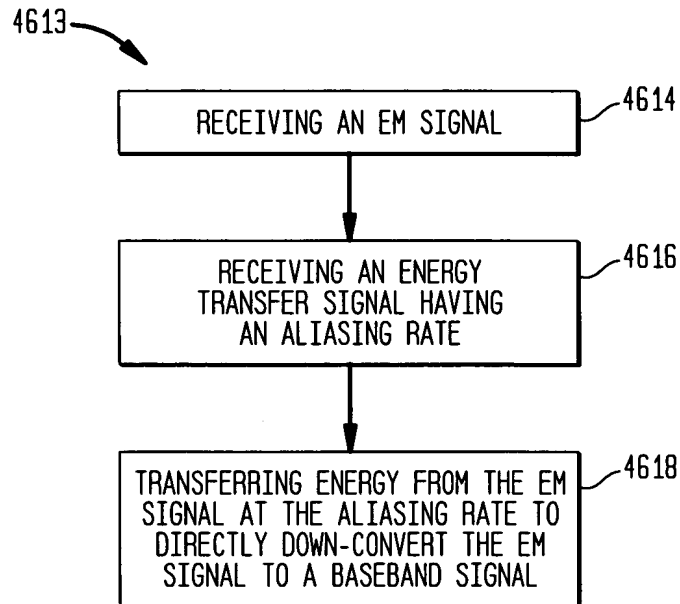 4613
RECEIVING AN EM SIGNAL
4614
RECEIVING AN ENERGY
TRANSFER SIGNAL HAVING
AN ALIASING RATE
4616
TRANSFERRING ENERGY FROM THE EM
SIGNAL AT THE ALIASING RATE TO
DIRECTLY DOWN-CONVERT THE EM
SIGNAL TO A BASEBAND SIGNAL
4618